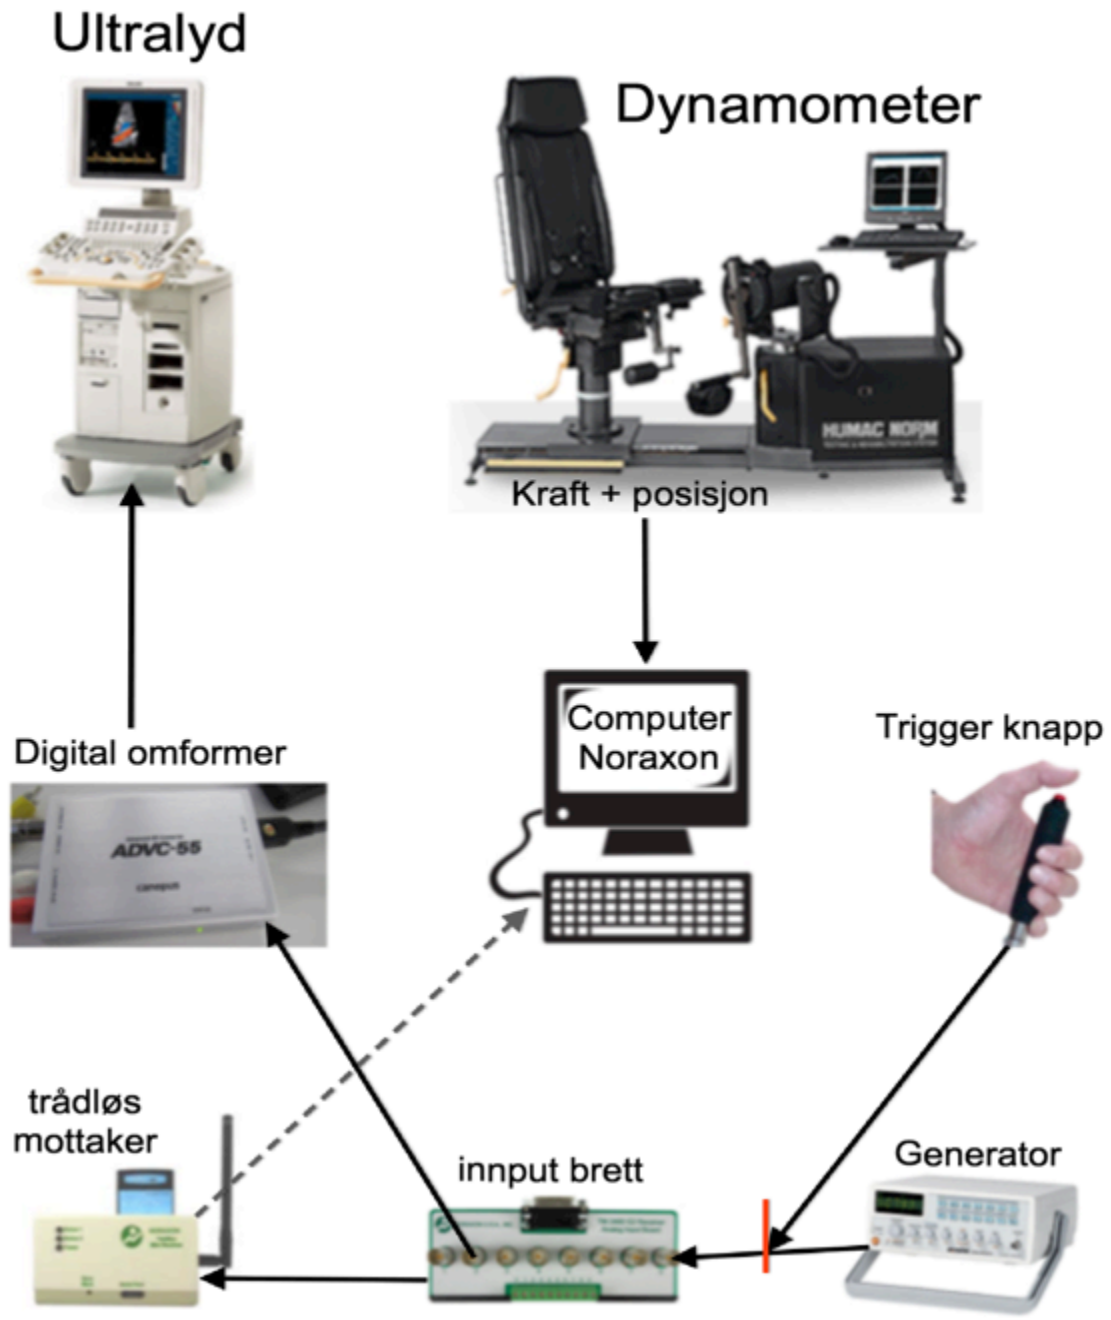 Ultralyd
Dynamometer
HUMAC NORM
Kraft + posisjon
Computer
Noraxon
Trigger knapp
Digital omformer
ADVC-55
canopus
trådløs
mottaker
innput brett
Generator